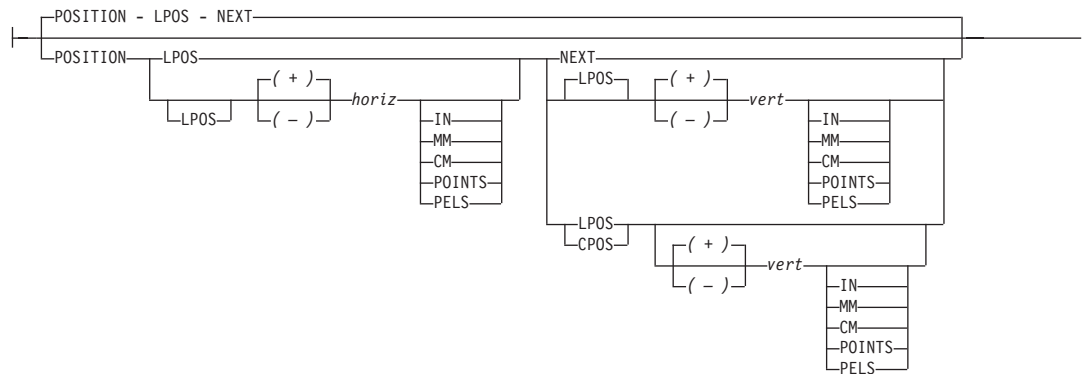 POSITION – LPOS – NEXT
POSITION LPOS NEXT
LPOS ( + ) horiz LPOS ( + ) vert
( – ) ( – )
IN IN
MM MM
CM CM
POINTS POINTS
PELS PELS
LPOS
CPOS ( + ) vert
( – )
IN
MM
CM
POINTS
PELS